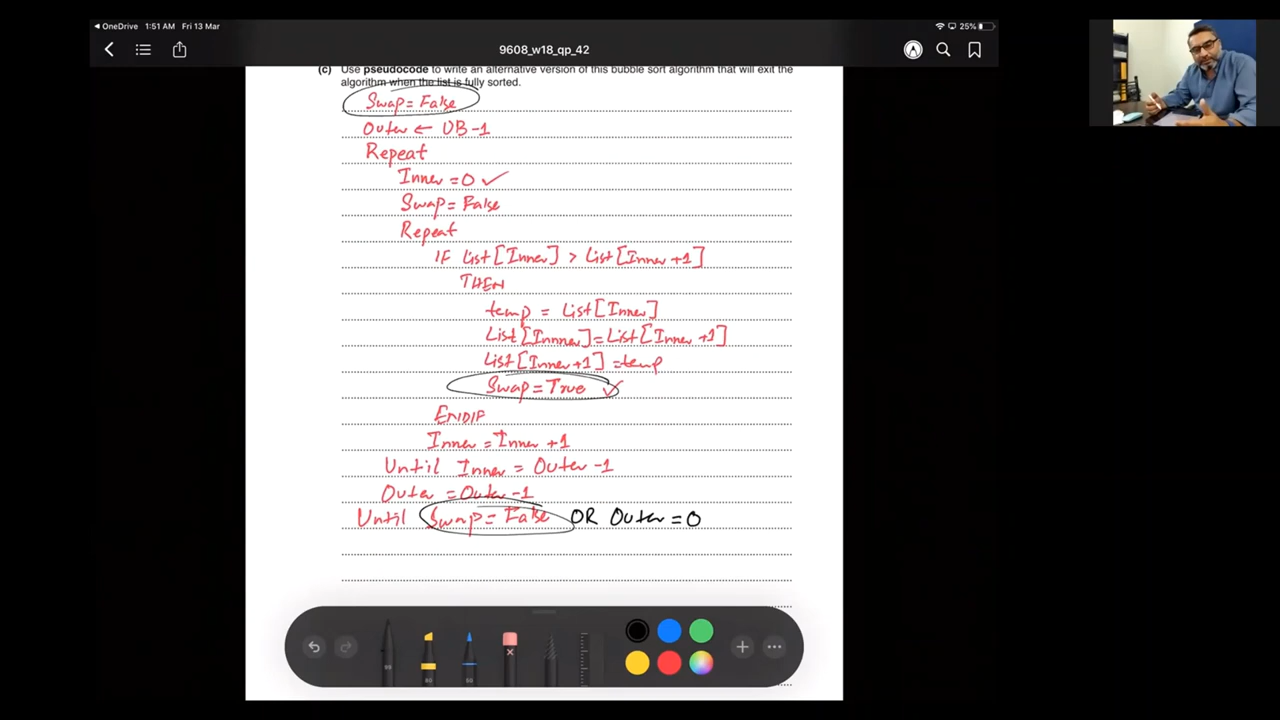 OneDrive 1:51 AM Fri 13 Mar 25%
9608_w18_qp_42
(c) Use pseudocode to write an alternative version of this bubble sort algorithm that will exit the
algorithm when the list is fully sorted.
Swap = False
Outer ← UB -1
Repeat
Inner = 0 ✓
Swap = False
Repeat
IF List[Inner] > List[Inner +1]
THEN
temp = List[Inner]
List[Innner] = List[Inner +1]
List[Inner+1] = temp
Swap = True ✓
ENDIF
Inner = Inner +1
Until Inner = Outer -1
Outer = Outer -1
Until Swap = False OR Outer = 0